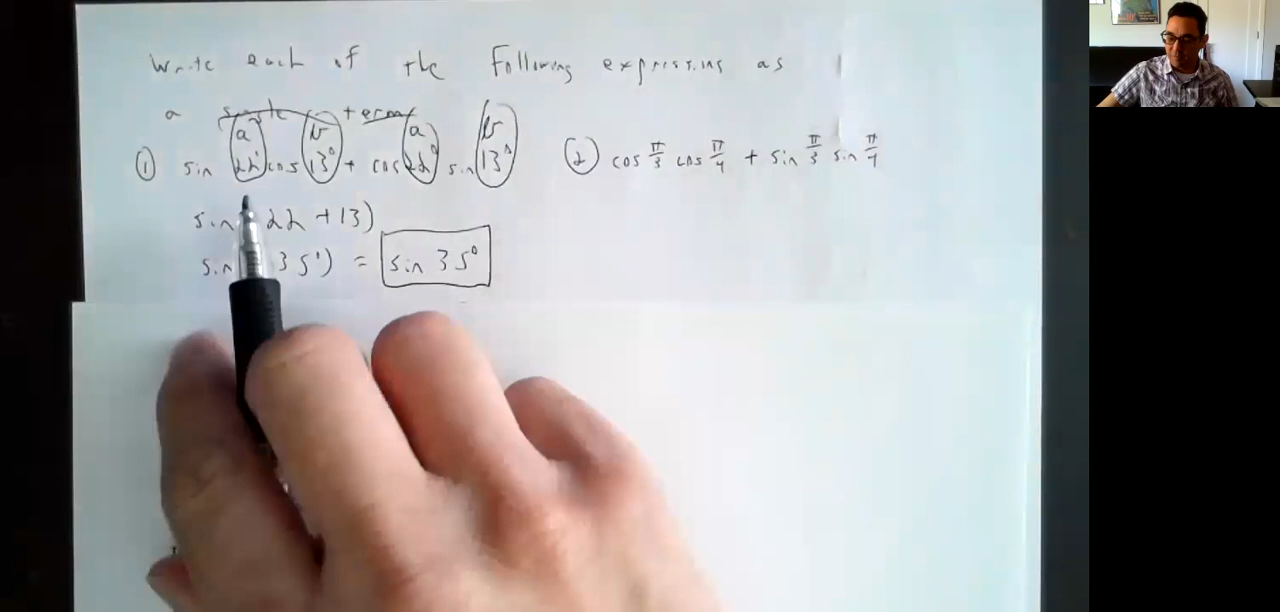 Write each of the following expressions as
a single term
a b a b
① sin 22° cos 13° + cos 22° sin 13°
② cos π/3 cos π/4 + sin π/3 sin π/4
sin 22 + 13)
sin 35°) = sin 35°